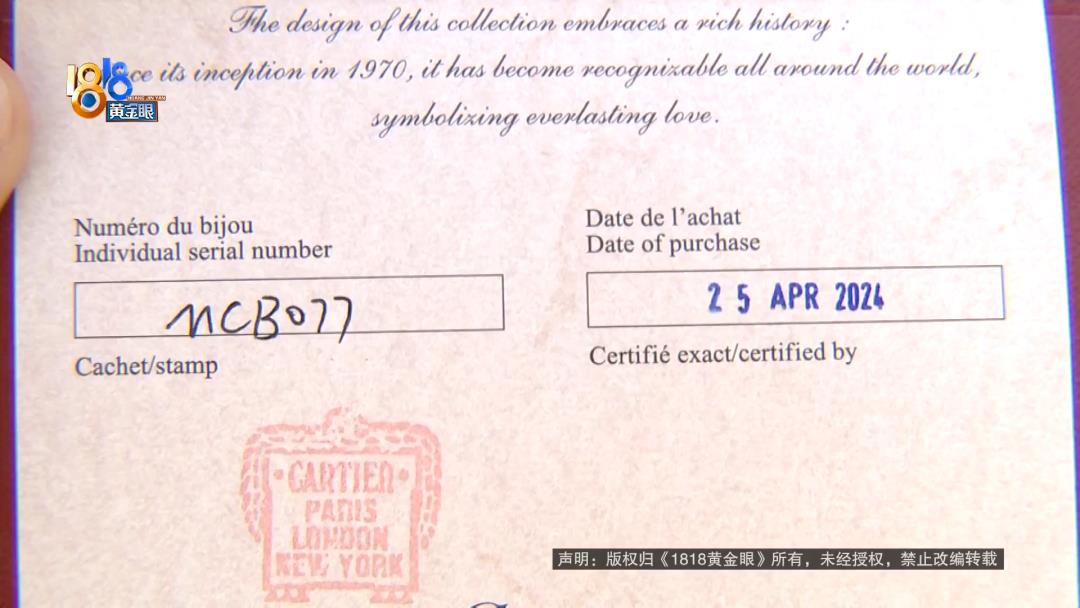 The design of this collection embraces a rich history :
its inception in 1970, it has become recognizable all around the world,
symbolizing everlasting love.
1818
黄金眼
Numéro du bijou
Individual serial number
NCB077
Date de l'achat
Date of purchase
25 APR 2024
Cachet/stamp
Certifié exact/certified by
CARTIER
PARIS
LONDON
NEW YORK
声明：版权归《1818黄金眼》所有，未经授权，禁止改编转载